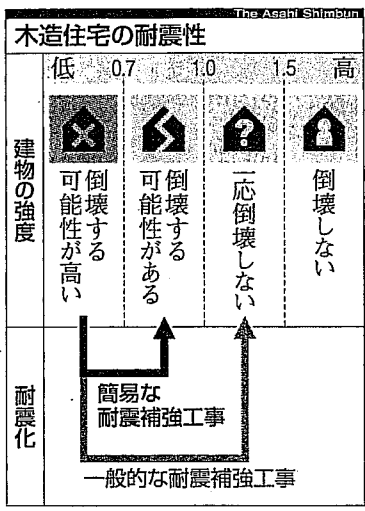 The Asahi Shimbun
木造住宅の耐震性
低 0.7 1.0 1.5 高
建物の強度
倒壊する
可能性が高い
倒壊する
可能性がある
一応倒壊しない
倒壊しない
耐震化
簡易な
耐震補強工事
一般的な耐震補強工事